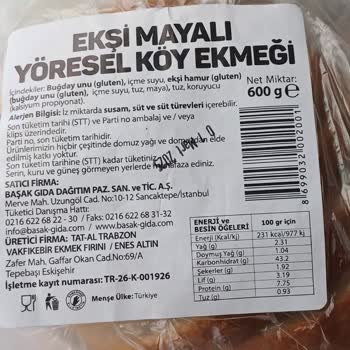 EKŞİ MAYALI
YÖRESEL KÖY EKMEĞİ
İçindekiler: Buğday unu (gluten), içme suyu, ekşi hamur (gluten)
(buğday unu (gluten), içme suyu, tuz, maya), tuz, koruyucu
(kalsiyum propiyonat).
Alerjen Bilgisi: İz miktarda susam, süt ve süt türevleri içerebilir.
Son tüketim tarihi (STT) ve Parti no ambalaj ve / veya
klips üzerindedir.
Parti no, son tüketim tarihidir.
Ürünlerimizin hiçbir çeşitinde domuz yağı ve domuzdan elde
edilmiş katkı yoktur.
Son tüketim tarihine (STT) kadar tüketiniz.
Serin, kuru ve güneş görmeyen yerlerde muhafaza ediniz.
Net Miktar:
600 g e
8699032002007
SATICI FİRMA:
BAŞAK GIDA DAĞITIM PAZ. SAN. ve TİC. A.Ş.
Merve Mah. Uzungöl Cad. No:10-12 Sancaktepe/İstanbul
Tüketici Danışma Hattı:
0216 622 68 22 - 30 / Faks: 0216 622 68 31-32
info@basak-gida.com / www.basak-gida.com
ÜRETİCİ FİRMA: TAT-AL TRABZON
VAKFIKEBİR EKMEK FIRINI / ENES ALTIN
Zafer Mah. Gaffar Okan Cad.No:69/A
Tepebaşı Eskişehir
İşletme kayıt numarası: TR-26-K-001926
Menşe Ülke: Türkiye
ENERJİ ve BESİN ÖĞELERİ 100 gr için
Enerji (Kcal/kj) 231 kcal/977 kj
Yağ (g) 2.31
Doymuş Yağ (g) 1.04
Karbonhidrat (g) 43.2
Şekerler (g) 1.92
Lif (g) 3.19
Protein (g) 7.75
Tuz (g) 0.93